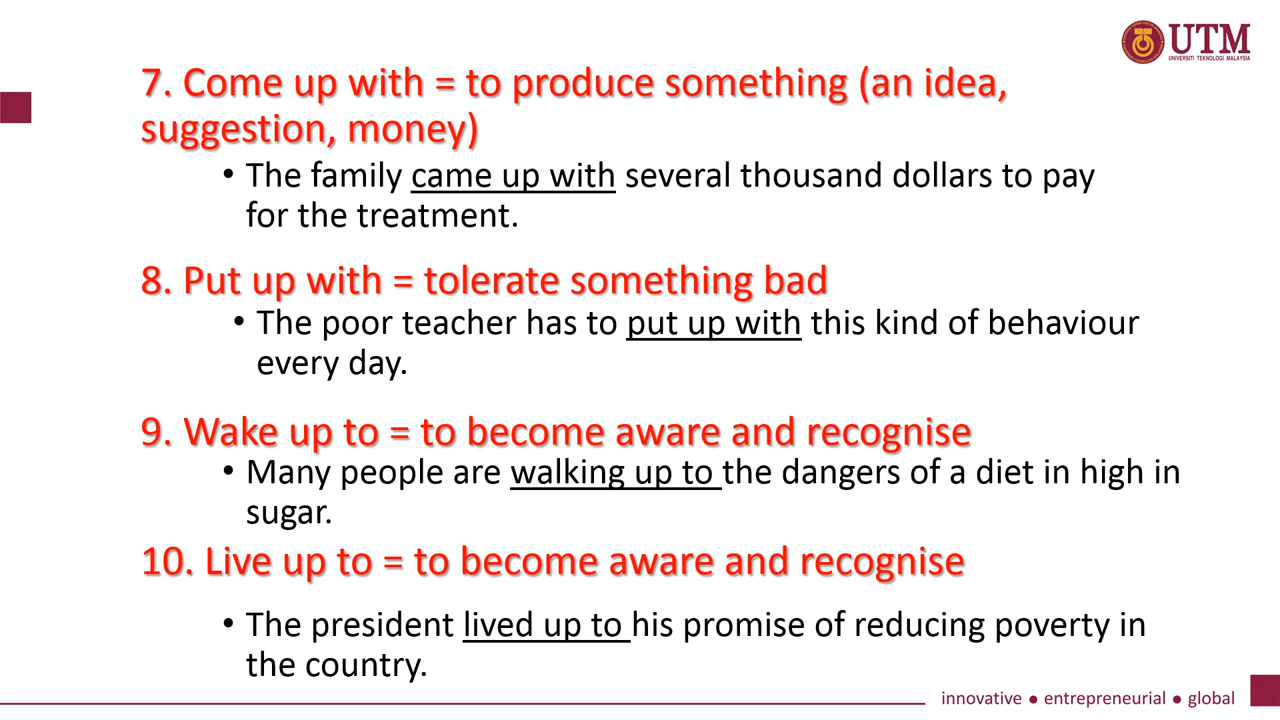 UTM
UNIVERSITI TEKNOLOGI MALAYSIA
7. Come up with = to produce something (an idea,
suggestion, money)
• The family came up with several thousand dollars to pay
for the treatment.
8. Put up with = tolerate something bad
• The poor teacher has to put up with this kind of behaviour
every day.
9. Wake up to = to become aware and recognise
• Many people are walking up to the dangers of a diet in high in
sugar.
10. Live up to = to become aware and recognise
• The president lived up to his promise of reducing poverty in
the country.
innovative ● entrepreneurial ● global